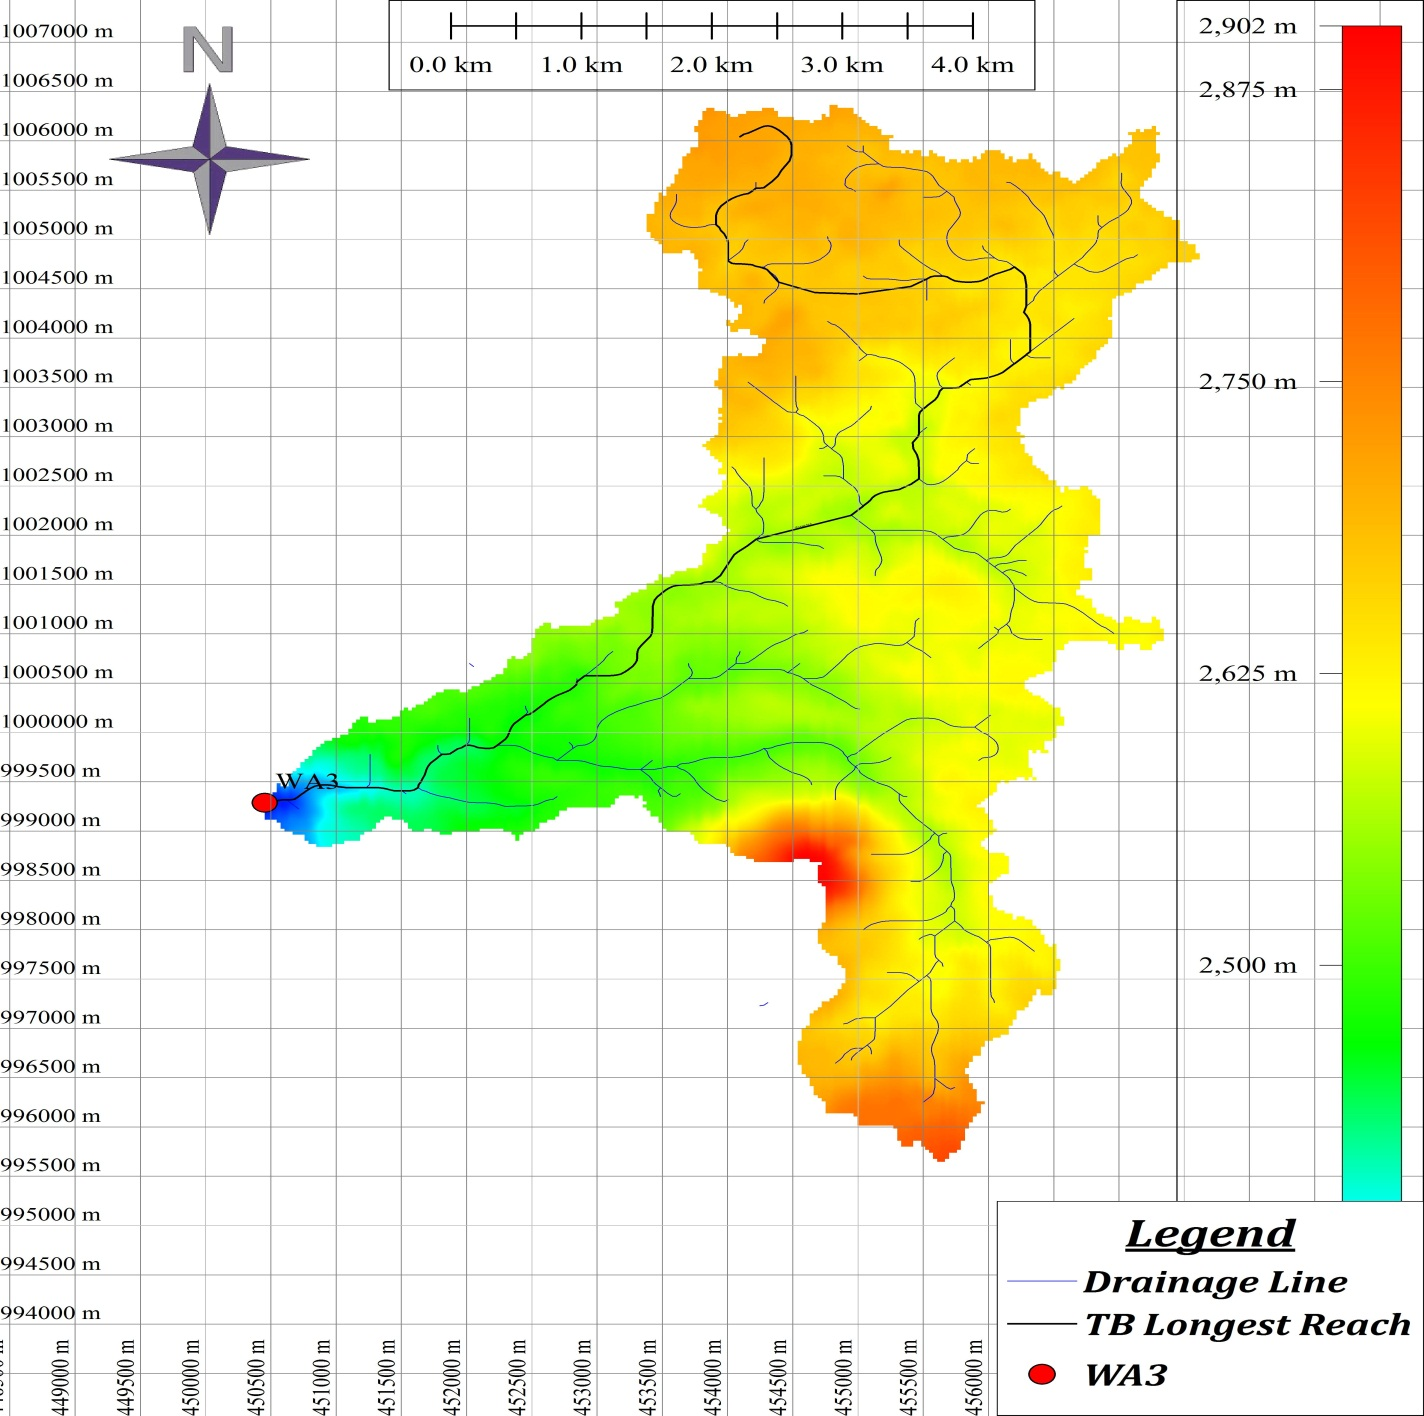 N
0.0 km 1.0 km 2.0 km 3.0 km 4.0 km
2,902 m
2,875 m
2,750 m
2,625 m
2,500 m
1007000 m
1006500 m
1006000 m
1005500 m
1005000 m
1004500 m
1004000 m
1003500 m
1003000 m
1002500 m
1002000 m
1001500 m
1001000 m
1000500 m
1000000 m
999500 m
999000 m
998500 m
998000 m
997500 m
997000 m
996500 m
996000 m
995500 m
995000 m
994500 m
994000 m
WA3
449000 m
449500 m
450000 m
450500 m
451000 m
451500 m
452000 m
452500 m
453000 m
453500 m
454000 m
454500 m
455000 m
455500 m
456000 m
Legend
Drainage Line
TB Longest Reach
WA3